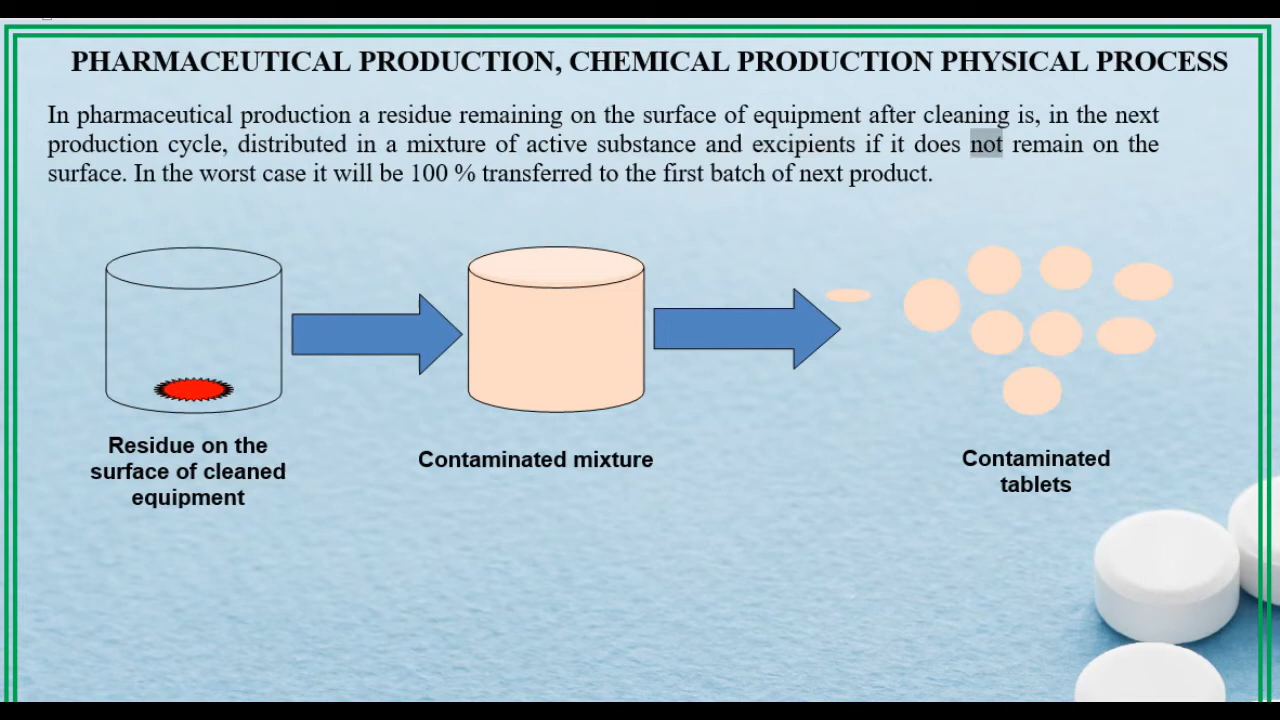 PHARMACEUTICAL PRODUCTION, CHEMICAL PRODUCTION PHYSICAL PROCESS
In pharmaceutical production a residue remaining on the surface of equipment after cleaning is, in the next
production cycle, distributed in a mixture of active substance and excipients if it does not remain on the
surface. In the worst case it will be 100 % transferred to the first batch of next product.
Residue on the
surface of cleaned
equipment
Contaminated mixture
Contaminated
tablets